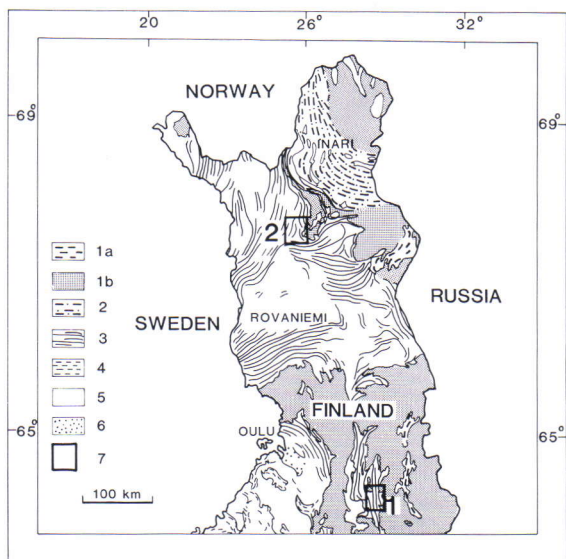 20 26° 32°
NORWAY
69° 69°
NARI
2
1a
1b
2
3
4
5
6
7
RUSSIA
SWEDEN
ROVANIEMI
FINLAND
65° 65°
OULU
100 km
1